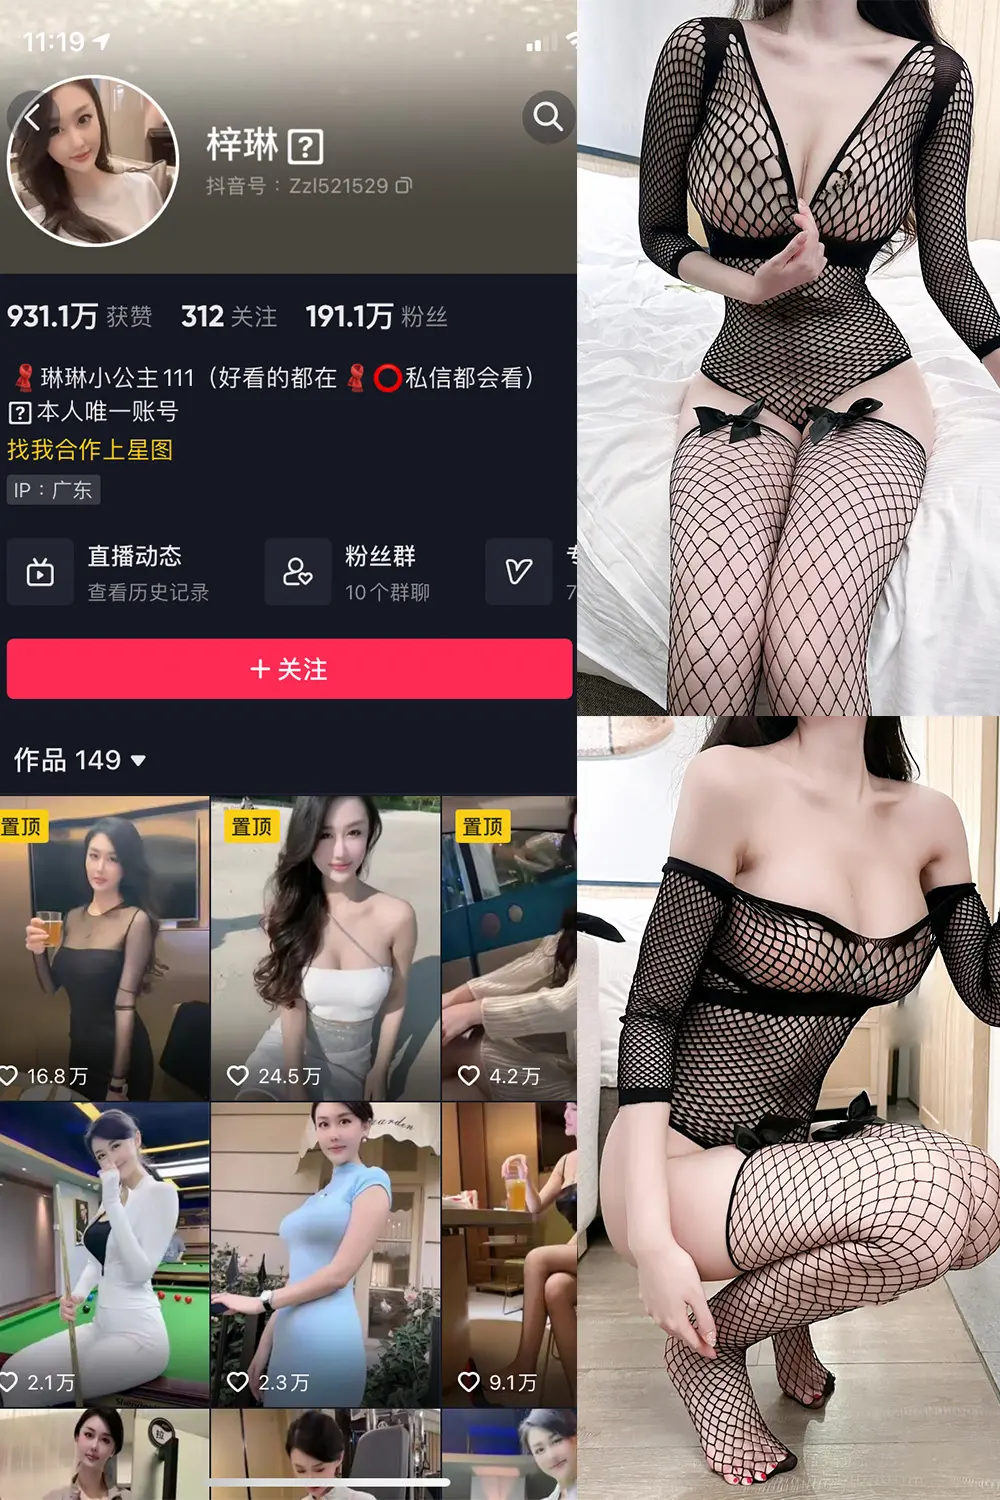 11:19
梓琳
抖音号：Zzl521529
931.1万 获赞 312 关注 191.1万 粉丝
琳琳小公主111（好看的都在 私信都会看）
本人唯一账号
找我合作上星图
IP：广东
直播动态
查看历史记录
粉丝群
10个群聊
7
+ 关注
作品 149
置顶
置顶
置顶
16.8万
24.5万
4.2万
garden
2.1万
2.3万
9.1万